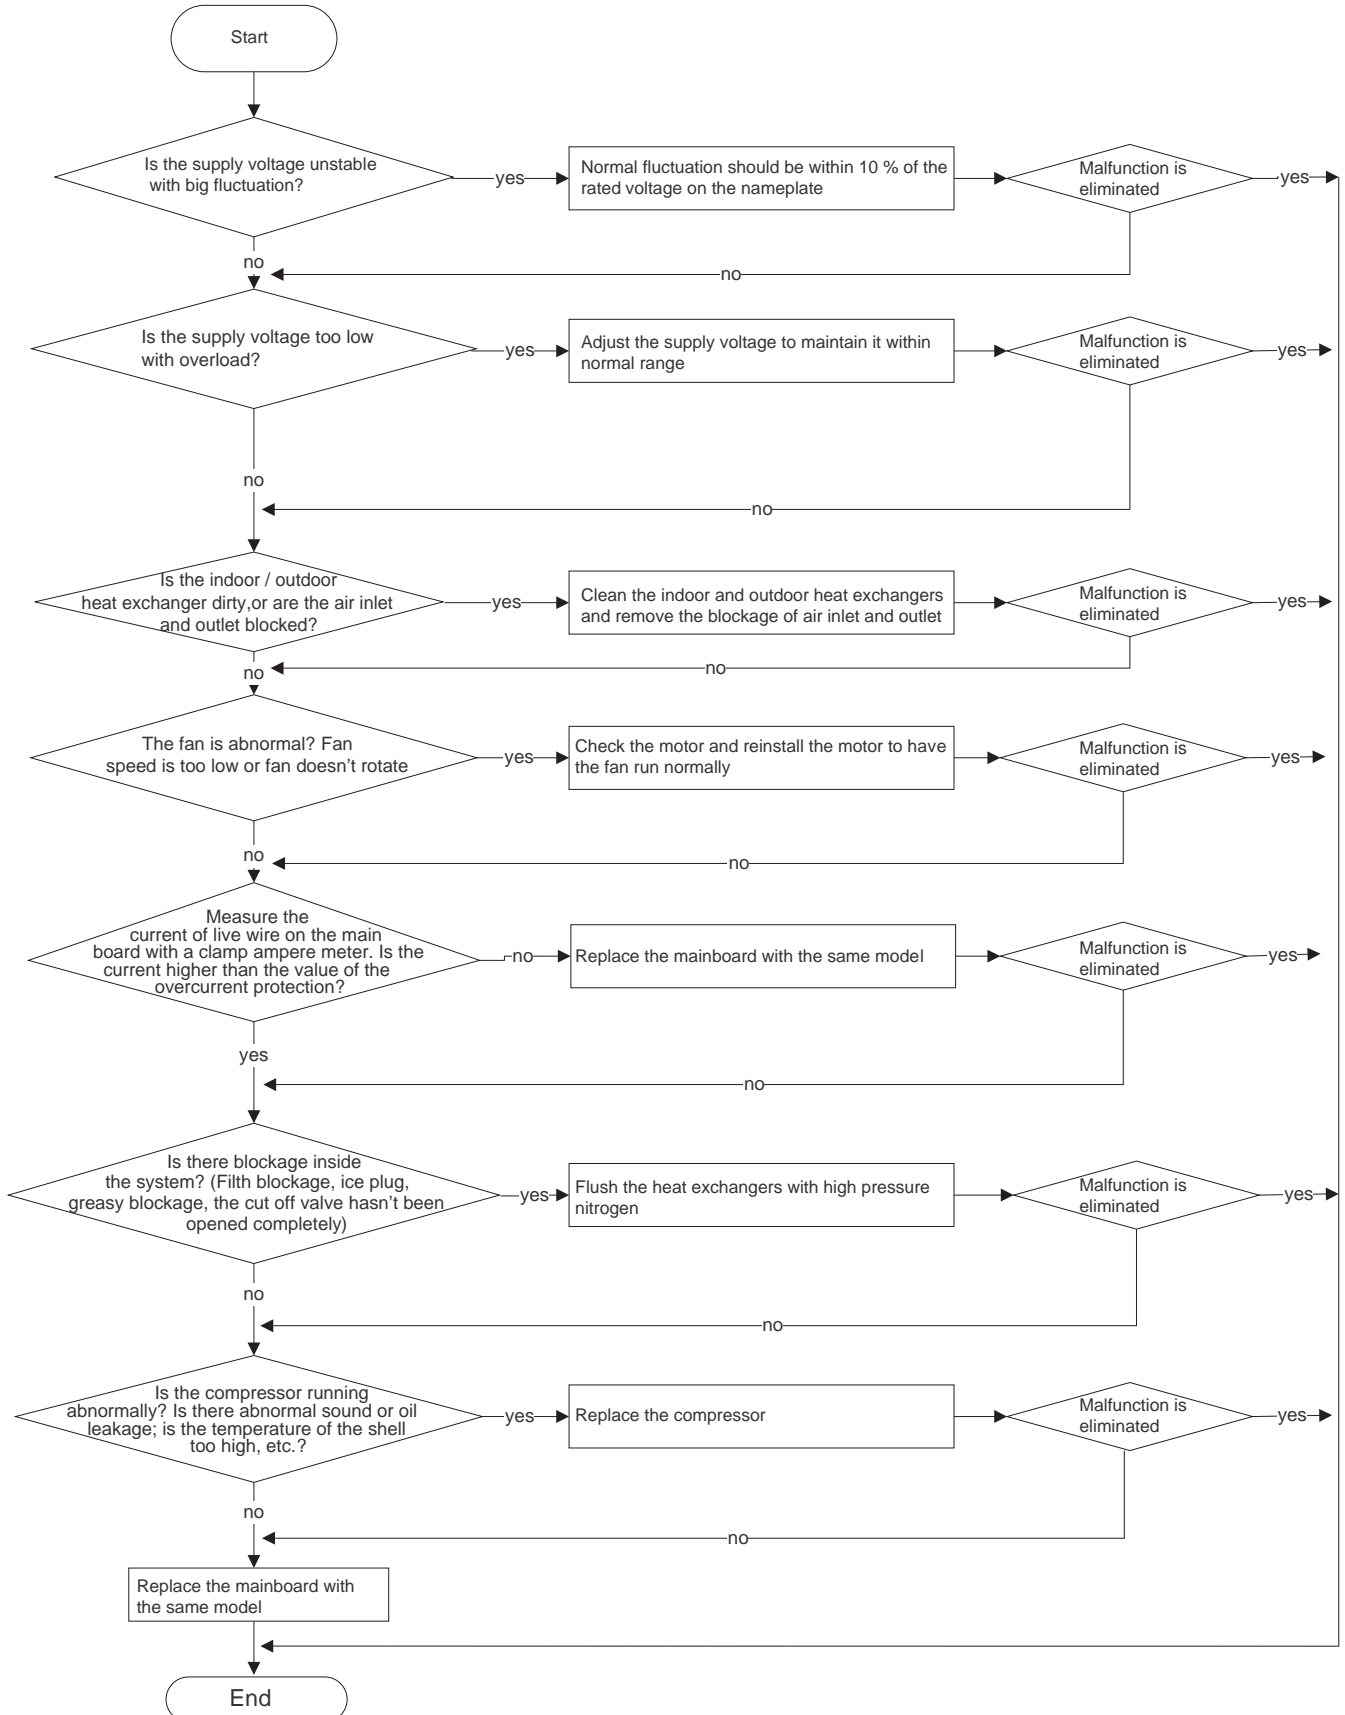 Start
Is the supply voltage unstable
with big fluctuation?
yes
Normal fluctuation should be within 10 % of the
rated voltage on the nameplate
Malfunction is
eliminated
yes
no
no
Is the supply voltage too low
with overload?
yes
Adjust the supply voltage to maintain it within
normal range
Malfunction is
eliminated
yes
no
no
Is the indoor / outdoor
heat exchanger dirty,or are the air inlet
and outlet blocked?
yes
Clean the indoor and outdoor heat exchangers
and remove the blockage of air inlet and outlet
Malfunction is
eliminated
yes
no
no
The fan is abnormal? Fan
speed is too low or fan doesn't rotate
yes
Check the motor and reinstall the motor to have
the fan run normally
Malfunction is
eliminated
yes
no
no
Measure the
current of live wire on the main
board with a clamp ampere meter. Is the
current higher than the value of the
overcurrent protection?
no
Replace the mainboard with the same model
Malfunction is
eliminated
yes
yes
no
Is there blockage inside
the system? (Filth blockage, ice plug,
greasy blockage, the cut off valve hasn't been
opened completely)
yes
Flush the heat exchangers with high pressure
nitrogen
Malfunction is
eliminated
yes
no
no
Is the compressor running
abnormally? Is there abnormal sound or oil
leakage; is the temperature of the shell
too high, etc.?
yes
Replace the compressor
Malfunction is
eliminated
yes
no
no
Replace the mainboard with
the same model
End